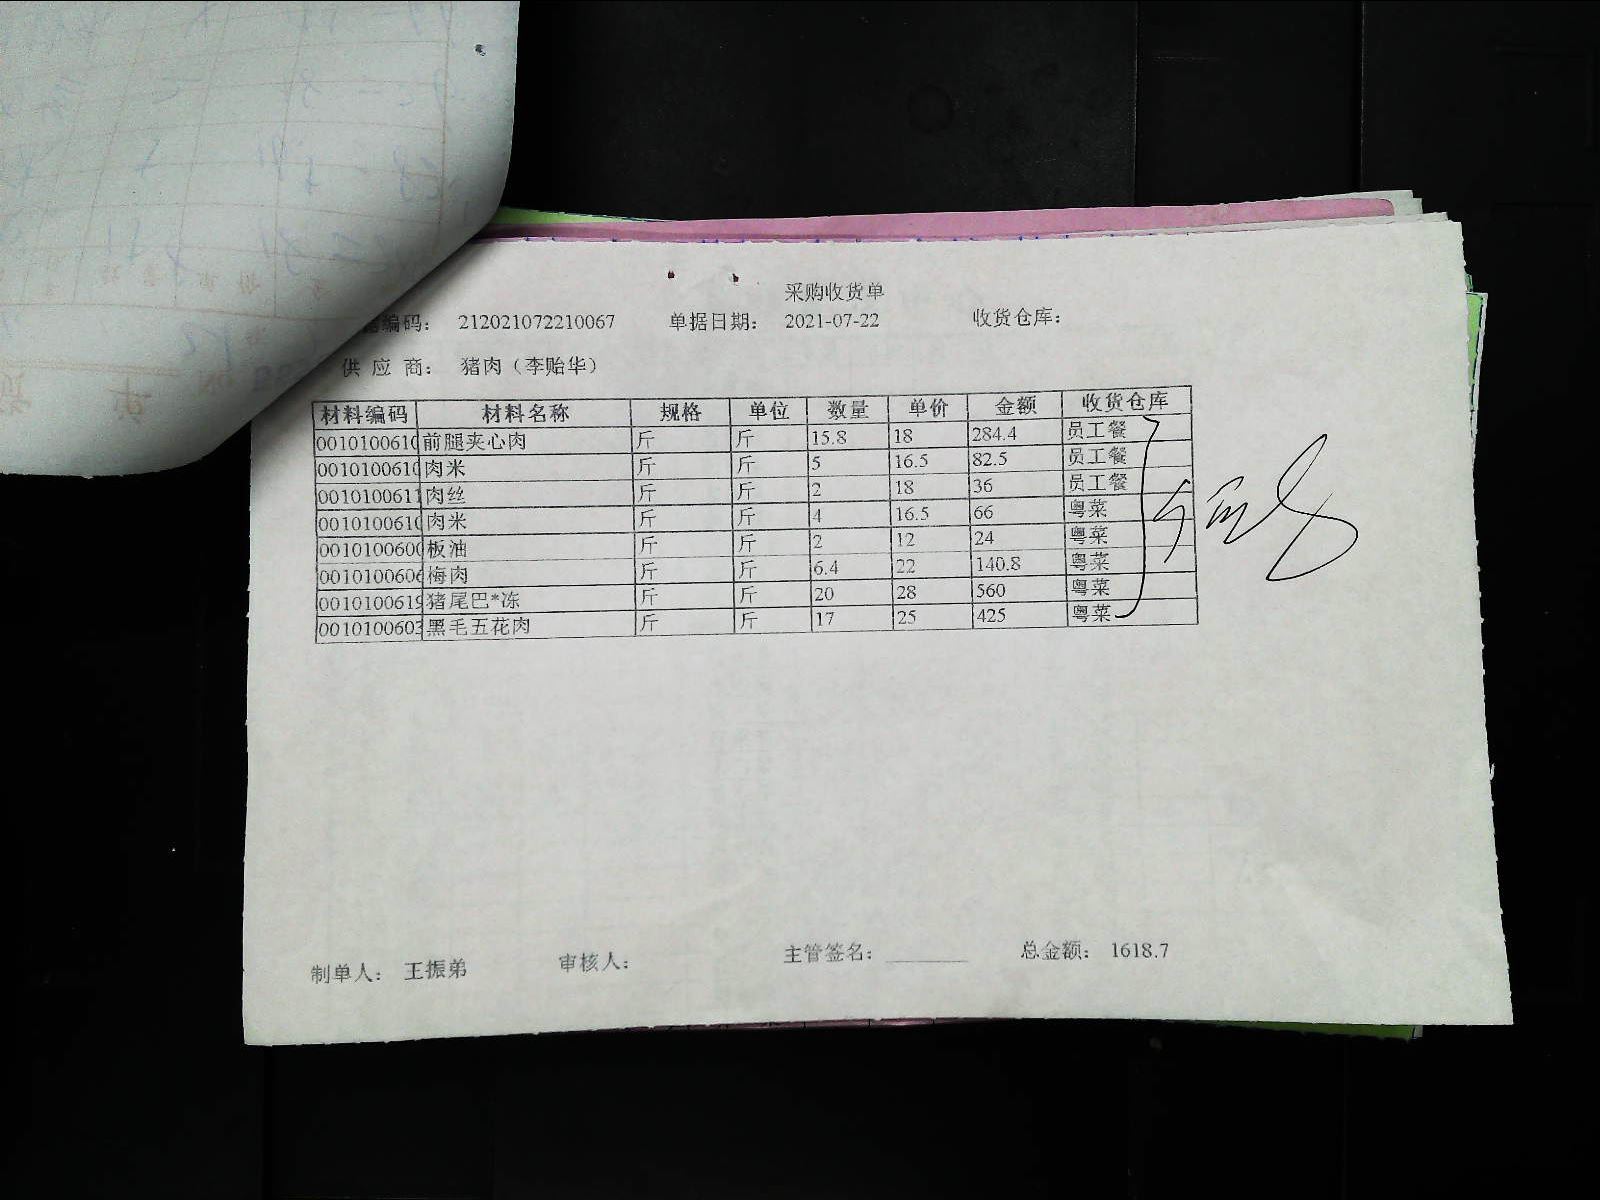 采购收货单
编码： 212021072210067 单据日期： 2021-07-22 收货仓库：
供 应 商： 猪肉（李贻华）
材料编码 材料名称 规格 单位 数量 单价 金额 收货仓库
0010100610 前腿夹心肉 斤 斤 15.8 18 284.4 员工餐
0010100610 肉米 斤 斤 5 16.5 82.5 员工餐
0010100611 肉丝 斤 斤 2 18 36 员工餐
0010100610 肉米 斤 斤 4 16.5 66 粤菜
0010100600 板油 斤 斤 2 12 24 粤菜
0010100606 梅肉 斤 斤 6.4 22 140.8 粤菜
0010100619 猪尾巴*冻 斤 斤 20 28 560 粤菜
0010100603 黑毛五花肉 斤 斤 17 25 425 粤菜
制单人： 王振弟 审核人： 主管签名： 总金额： 1618.7